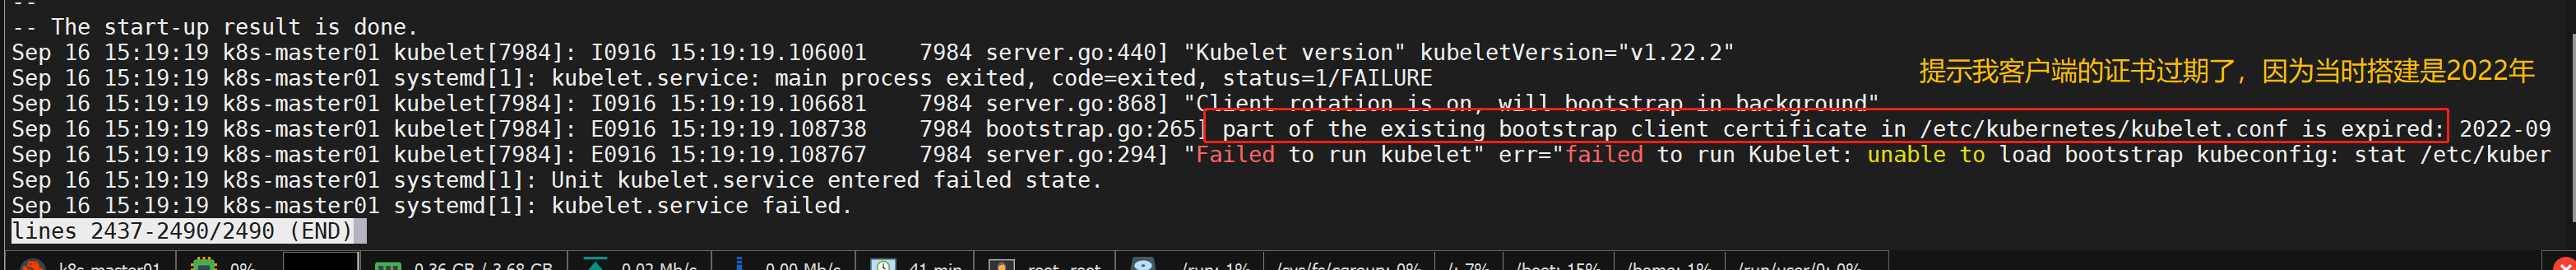 --
-- The start-up result is done.
Sep 16 15:19:19 k8s-master01 kubelet[7984]: I0916 15:19:19.106001    7984 server.go:440] "Kubelet version" kubeletVersion="v1.22.2"
提示我客户端的证书过期了，因为当时搭建是2022年
Sep 16 15:19:19 k8s-master01 systemd[1]: kubelet.service: main process exited, code=exited, status=1/FAILURE
Sep 16 15:19:19 k8s-master01 kubelet[7984]: I0916 15:19:19.106681    7984 server.go:868] "Client rotation is on, will bootstrap in background"
Sep 16 15:19:19 k8s-master01 kubelet[7984]: E0916 15:19:19.108738    7984 bootstrap.go:265] part of the existing bootstrap client certificate in /etc/kubernetes/kubelet.conf is expired: 2022-09
Sep 16 15:19:19 k8s-master01 kubelet[7984]: E0916 15:19:19.108767    7984 server.go:294] "Failed to run kubelet" err="failed to run Kubelet: unable to load bootstrap kubeconfig: stat /etc/kuber
Sep 16 15:19:19 k8s-master01 systemd[1]: Unit kubelet.service entered failed state.
Sep 16 15:19:19 k8s-master01 systemd[1]: kubelet.service failed.
lines 2437-2490/2490 (END)
k8s-master01 0% 0.36 GB / 3.68 GB 0.02 Mb/s 0.00 Mb/s 41 min root root /run: 1% /sys/fs/cgroup: 0% /: 7% /boot: 15% /home: 1% /run/user/0: 0%